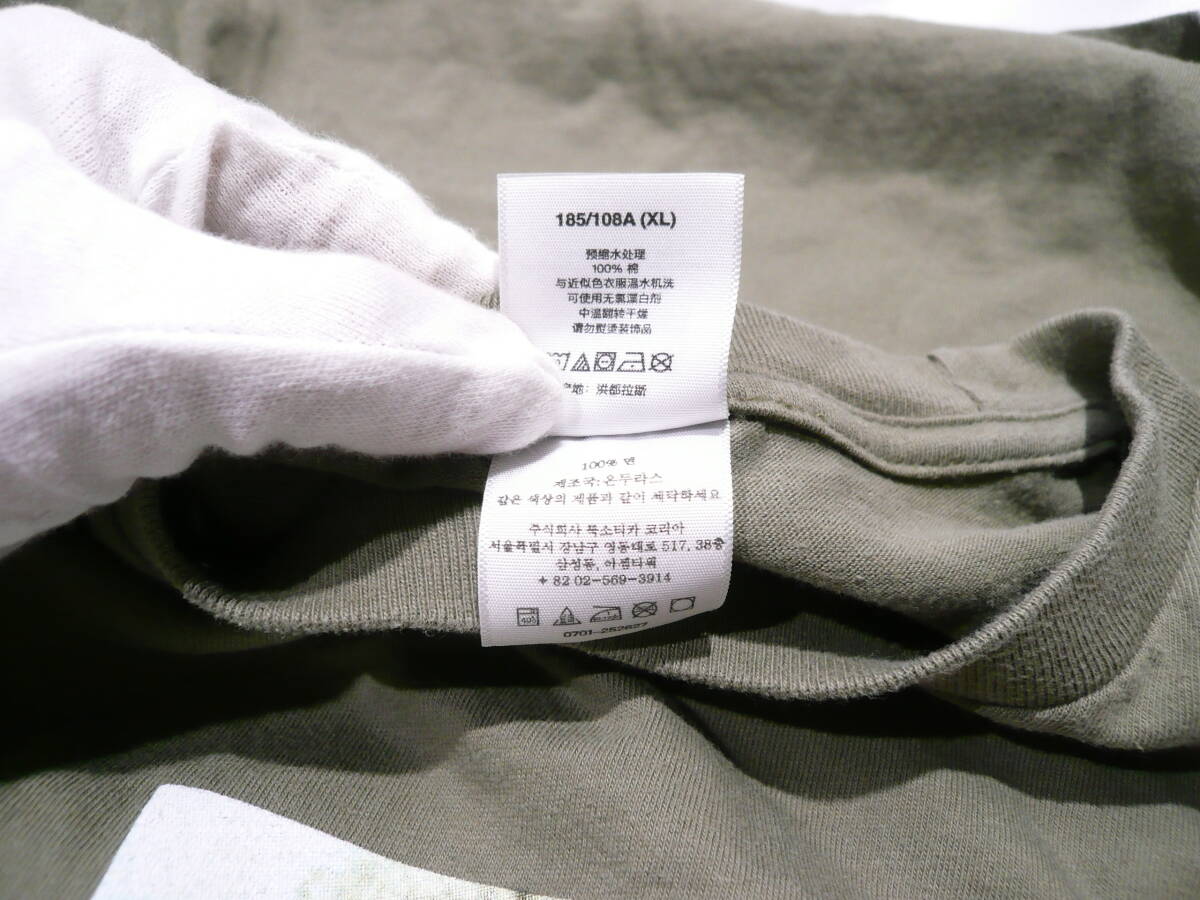 185/108A (XL)
预缩水处理
100% 棉
与近似色衣服温水机洗
可使用无氯漂白剂
中温翻转干燥
请勿熨烫装饰品
地: 洪都拉斯
100% 면
제조국: 온두라스
같은 색상의 제품과 같이 세탁하세요
주식회사 북소티카 코리아
서울특별시 강남구 영동대로 517, 38층
삼성동, 아셈타워
+ 82 02-569-3914
40°
0701-252627